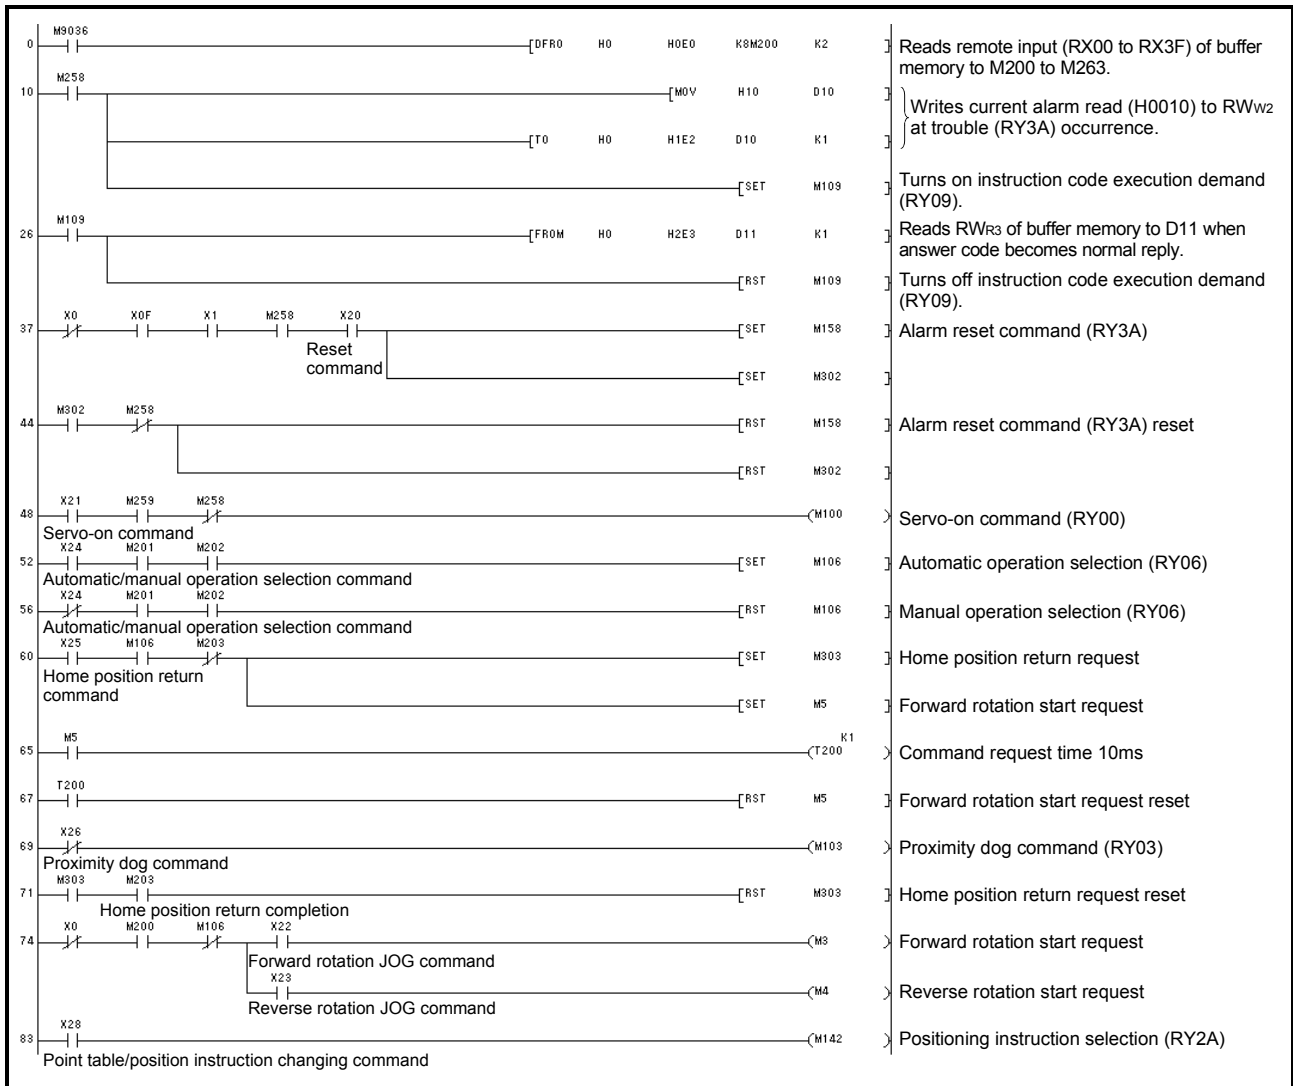 M9036
0 [DFRO H0 H0E0 K8M200 K2 ] Reads remote input (RX00 to RX3F) of buffer
memory to M200 to M263.
M258
10 [MOV H10 D10 ] Writes current alarm read (H0010) to RWW2
at trouble (RY3A) occurrence.
[TO H0 H1E2 D10 K1 ]
[SET M109 ] Turns on instruction code execution demand
(RY09).
M109
26 [FROM H0 H2E3 D11 K1 ] Reads RWR3 of buffer memory to D11 when
answer code becomes normal reply.
[RST M109 ] Turns off instruction code execution demand
(RY09).
X0 X0F X1 M258 X20
37 [SET M158 ] Alarm reset command (RY3A)
Reset
command
[SET M302 ]
M302 M258
44 [RST M158 ] Alarm reset command (RY3A) reset
[RST M302 ]
X21 M259 M258
48 (M100 ) Servo-on command (RY00)
Servo-on command
X24 M201 M202
52 [SET M106 ] Automatic operation selection (RY06)
Automatic/manual operation selection command
X24 M201 M202
56 [RST M106 ] Manual operation selection (RY06)
Automatic/manual operation selection command
X25 M106 M203
60 [SET M303 ] Home position return request
Home position return
command
[SET M5 ] Forward rotation start request
M5 K1
65 (T200 ) Command request time 10ms
T200
67 [RST M5 ] Forward rotation start request reset
X26
69 (M103 ) Proximity dog command (RY03)
Proximity dog command
M303 M203
71 [RST M303 ] Home position return request reset
Home position return completion
X0 M200 M106 X22
74 (M3 ) Forward rotation start request
Forward rotation JOG command
X23
(M4 ) Reverse rotation start request
Reverse rotation JOG command
X28
83 (M142 ) Positioning instruction selection (RY2A)
Point table/position instruction changing command